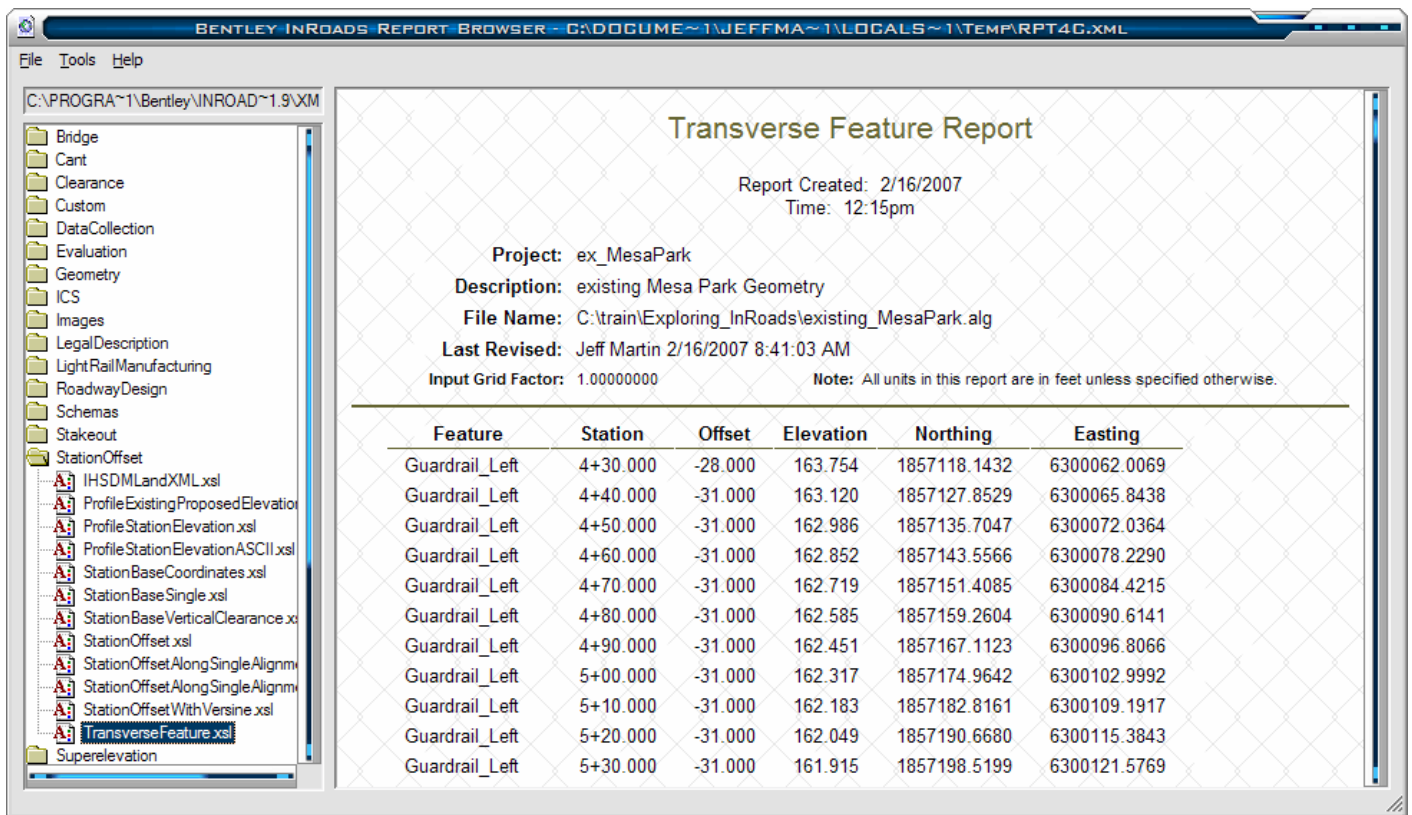 BENTLEY INROADS REPORT BROWSER - C:\DOCUME~1\JEFFMA~1\LOCALS~1\TEMP\RPT4C.XML
File Tools Help
C:\PROGRA~1\Bentley\INROAD~1.9\XM
Bridge
Cant
Clearance
Custom
DataCollection
Evaluation
Geometry
ICS
Images
LegalDescription
LightRailManufacturing
RoadwayDesign
Schemas
Stakeout
StationOffset
IHSDMLandXML.xsl
ProfileExistingProposedElevation
ProfileStationElevation.xsl
ProfileStationElevationASCII.xsl
StationBaseCoordinates.xsl
StationBaseSingle.xsl
StationBaseVerticalClearance.x
StationOffset.xsl
StationOffsetAlongSingleAlignm
StationOffsetAlongSingleAlignm
StationOffsetWithVersine.xsl
TransverseFeature.xsl
Superelevation
Transverse Feature Report
Report Created: 2/16/2007
Time: 12:15pm
Project: ex_MesaPark
Description: existing Mesa Park Geometry
File Name: C:\train\Exploring_InRoads\existing_MesaPark.alg
Last Revised: Jeff Martin 2/16/2007 8:41:03 AM
Input Grid Factor: 1.00000000 Note: All units in this report are in feet unless specified otherwise.
Feature Station Offset Elevation Northing Easting
Guardrail_Left 4+30.000 -28.000 163.754 1857118.1432 6300062.0069
Guardrail_Left 4+40.000 -31.000 163.120 1857127.8529 6300065.8438
Guardrail_Left 4+50.000 -31.000 162.986 1857135.7047 6300072.0364
Guardrail_Left 4+60.000 -31.000 162.852 1857143.5566 6300078.2290
Guardrail_Left 4+70.000 -31.000 162.719 1857151.4085 6300084.4215
Guardrail_Left 4+80.000 -31.000 162.585 1857159.2604 6300090.6141
Guardrail_Left 4+90.000 -31.000 162.451 1857167.1123 6300096.8066
Guardrail_Left 5+00.000 -31.000 162.317 1857174.9642 6300102.9992
Guardrail_Left 5+10.000 -31.000 162.183 1857182.8161 6300109.1917
Guardrail_Left 5+20.000 -31.000 162.049 1857190.6680 6300115.3843
Guardrail_Left 5+30.000 -31.000 161.915 1857198.5199 6300121.5769